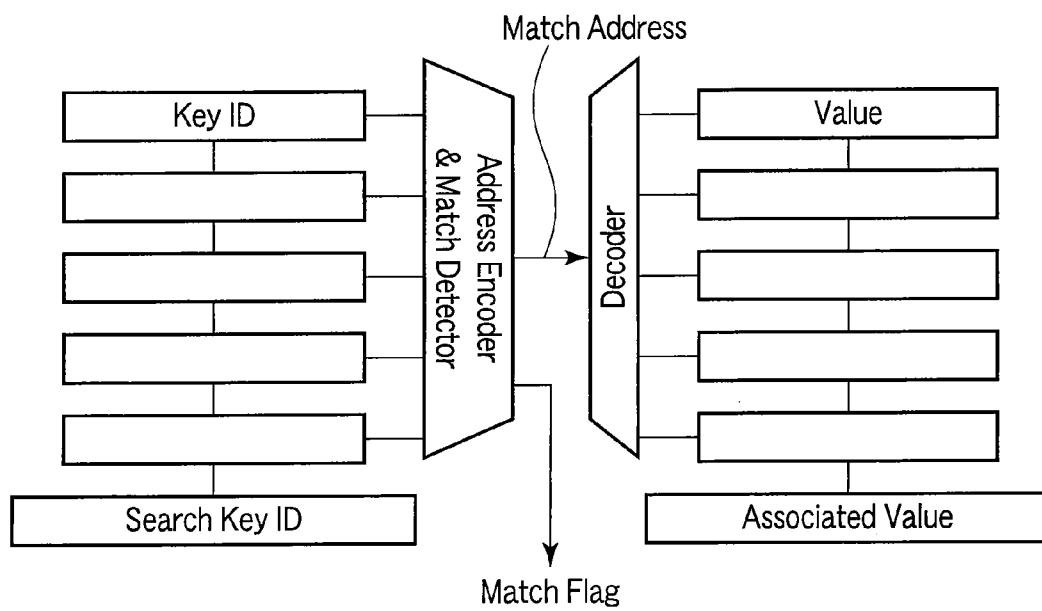 Match Address
Key ID
Value
Address Encoder
& Match Detector
Decoder
Search Key ID
Associated Value
Match Flag